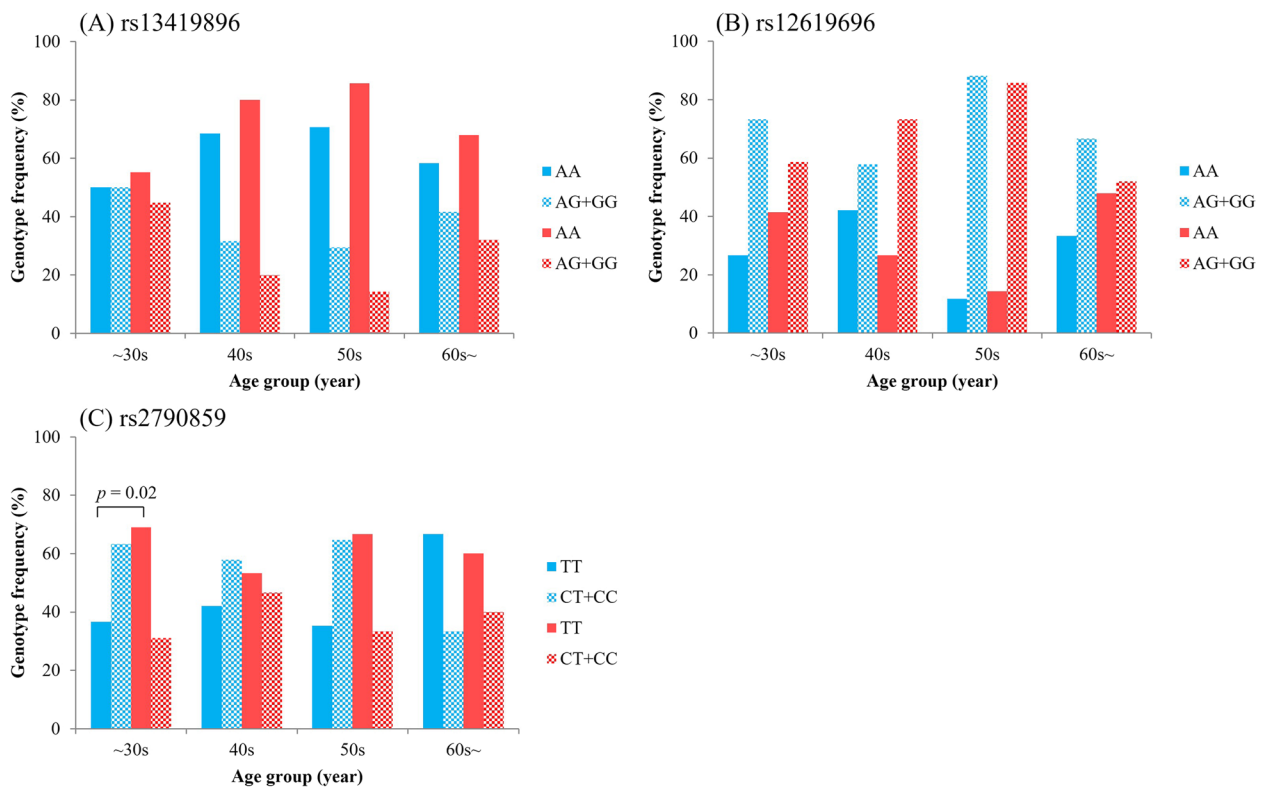 (A) rs13419896
100
80
60
40
20
0
Genotype frequency (%)
~30s 40s 50s 60s~
Age group (year)
AA
AG+GG
AA
AG+GG
(B) rs12619696
100
80
60
40
20
0
Genotype frequency (%)
~30s 40s 50s 60s~
Age group (year)
AA
AG+GG
AA
AG+GG
(C) rs2790859
100
80
60
40
20
0
Genotype frequency (%)
p = 0.02
~30s 40s 50s 60s~
Age group (year)
TT
CT+CC
TT
CT+CC